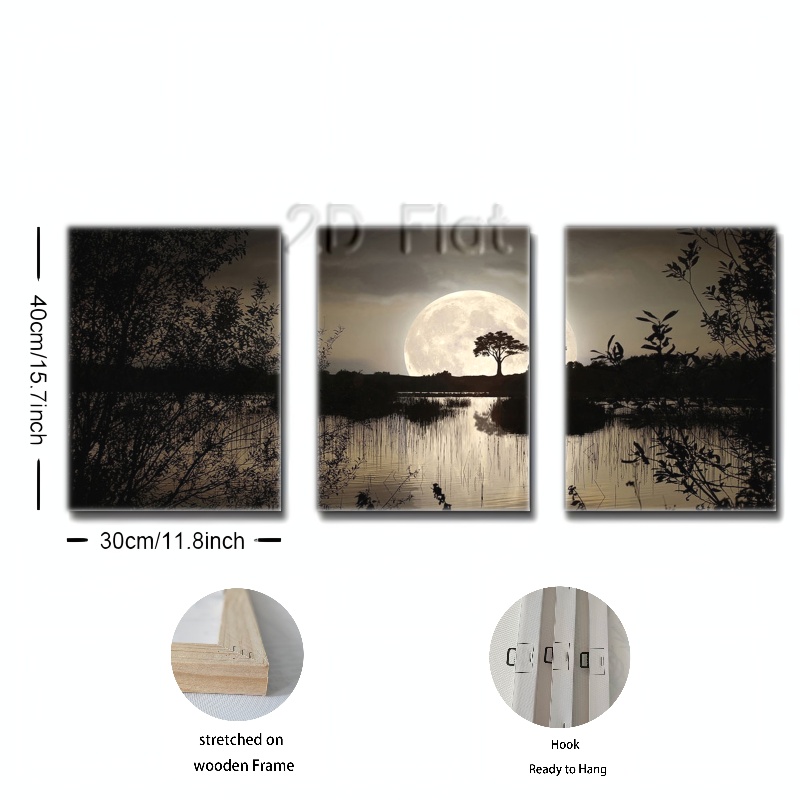 2D Flat
40cm/15.7inch
30cm/11.8inch
stretched on
wooden Frame
Hook
Ready to Hang